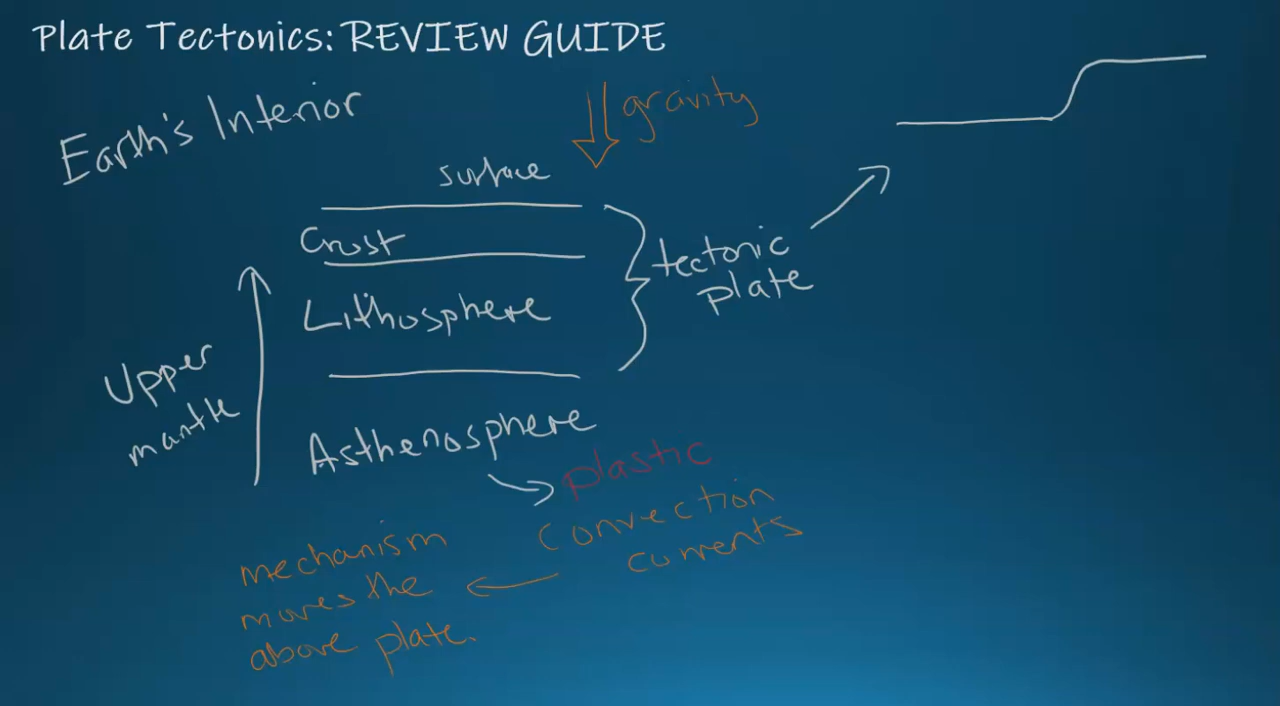 Plate Tectonics: REVIEW GUIDE
Earth's Interior
gravity
surface
Crust
tectonic
plate
Lithosphere
Upper
mantle
Asthenosphere
plastic
Convection
currents
mechanism
moves the
above plate.